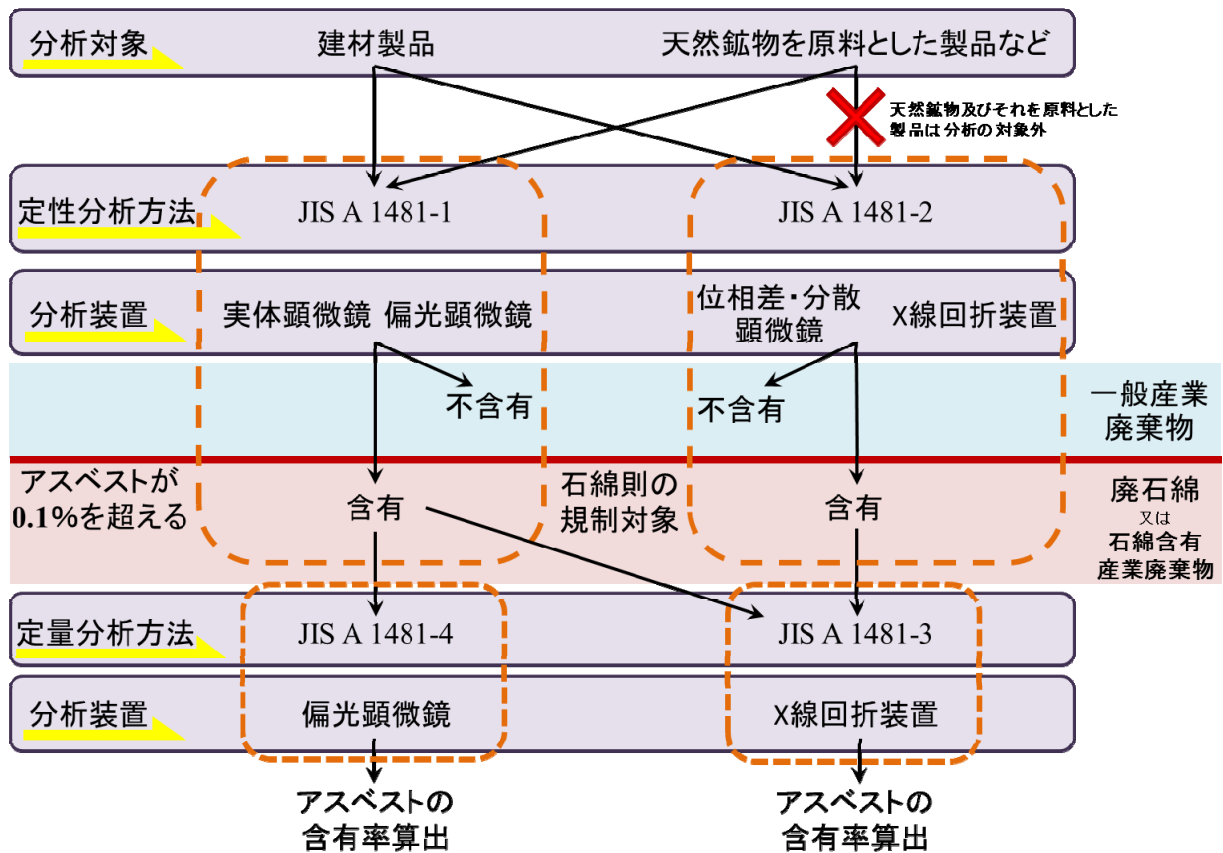 分析対象
建材製品
天然鉱物を原料とした製品など
天然鉱物及びそれを原料とした
製品は分析の対象外
定性分析方法
JIS A 1481-1
JIS A 1481-2
分析装置
実体顕微鏡 偏光顕微鏡
位相差・分散
顕微鏡
X線回折装置
不含有
不含有
一般産業
廃棄物
アスベストが
0.1%を超える
含有
石綿則の
規制対象
含有
廃石綿
又は
石綿含有
産業廃棄物
定量分析方法
JIS A 1481-4
JIS A 1481-3
分析装置
偏光顕微鏡
X線回折装置
アスベストの
含有率算出
アスベストの
含有率算出